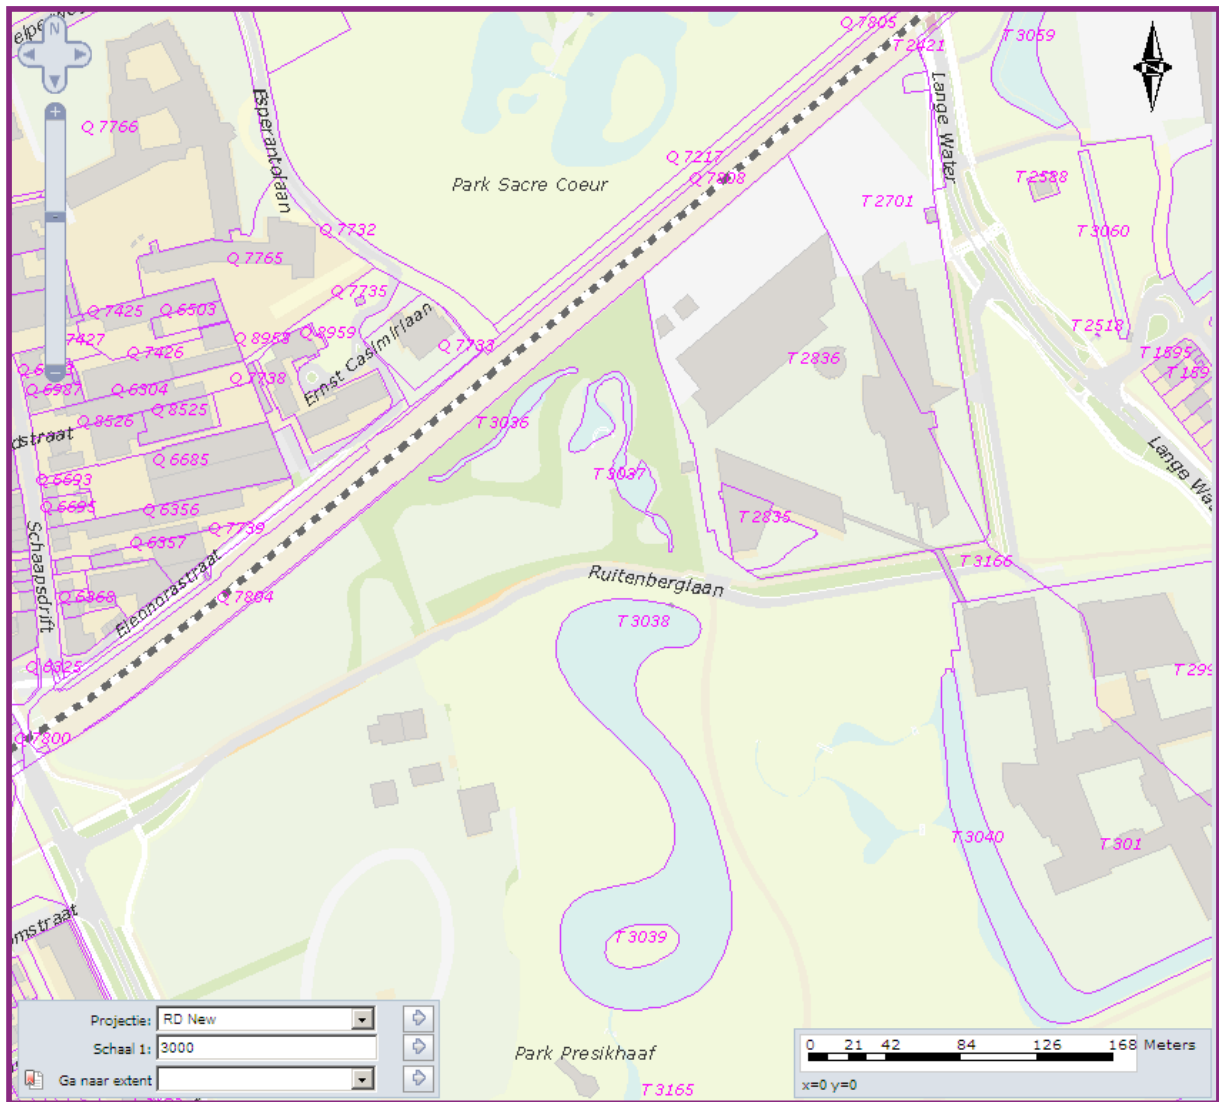 Q 7805
T 3059
T 2421
N
N
Q 7766
Esperantolaan
Lange Water
Q 7217
Park Sacre Coeur
Q 7808
T 2588
T 2701
Q 7732
T 3060
Q 7765
Q 7735
Q 7425
Q 6503
Q 8959
T 2518
7427
Q 8958
Q 7733
Q 7426
Ernst Casimirlaan
T 2836
T 1595
Q 7738
Q 6987
Q 6304
T 159
Q 8525
Q 8526
T 3036
dstraat
Lange Wat
Q 6685
T 3037
Q 6693
Q 6695
Q 6356
T 2835
Q 7739
Q 6357
T 3166
Schaapsdrift
Eleonorastraat
Ruitenberglaan
Q 6368
Q 7804
T 3038
Q 6325
T 299
Q 7800
T 3040
T 301
omstraat
T 3039
Projectie: RD New
Schaal 1: 3000
Ga naar extent
Park Presikhaaf
T 3165
0 21 42 84 126 168 Meters
x=0 y=0